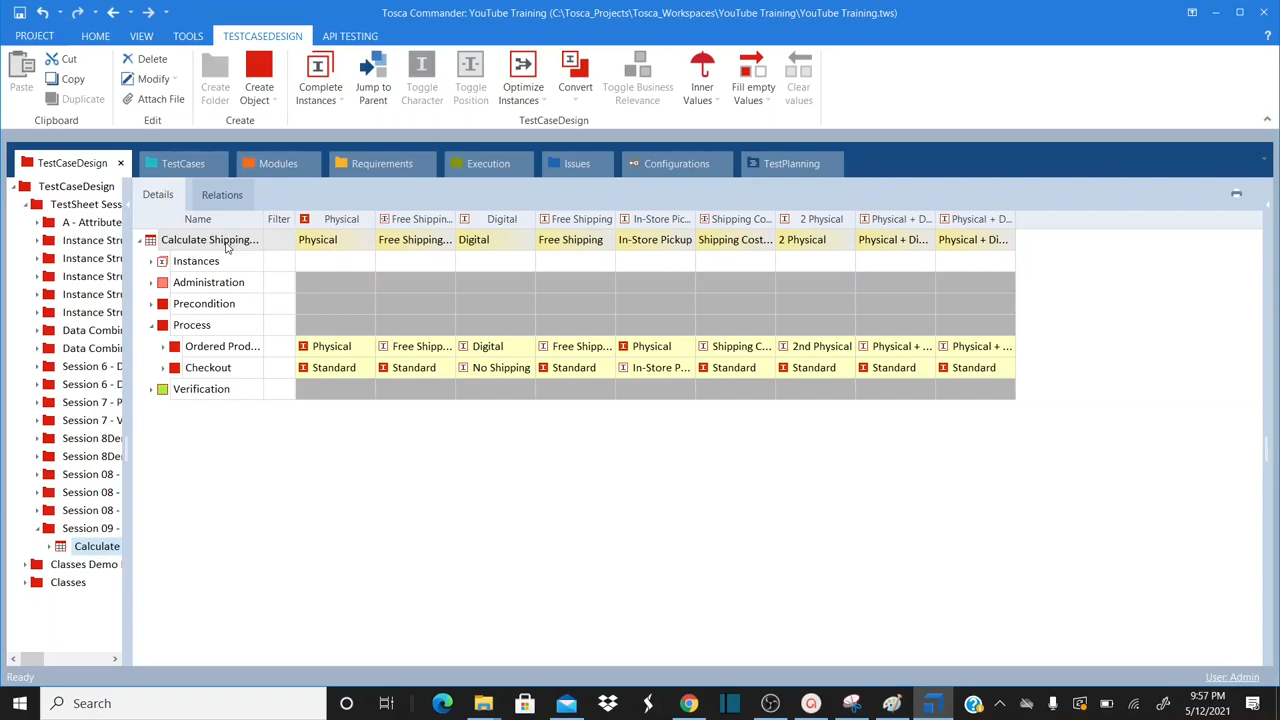 Tosca Commander: YouTube Training (C:\Tosca_Projects\Tosca_Workspaces\YouTube Training\YouTube Training.tws)
PROJECT HOME VIEW TOOLS TESTCASEDESIGN API TESTING
Paste
Cut
Copy
Duplicate
Clipboard
Delete
Modify
Attach File
Edit
Create Folder
Create Object
Create
Complete Instances
Jump to Parent
Toggle Character
Toggle Position
Optimize Instances
Convert
Toggle Business Relevance
Inner Values
Fill empty Values
Clear values
TestCaseDesign
TestCaseDesign TestCases Modules Requirements Execution Issues Configurations TestPlanning
TestCaseDesign
TestSheet Sess
A - Attribute
Instance Stru
Instance Stru
Instance Stru
Instance Stru
Instance Stru
Data Combin
Data Combin
Session 6 - D
Session 6 - D
Session 7 - P
Session 7 - V
Session 8Der
Session 8Der
Session 08 -
Session 08 -
Session 08 -
Session 09 -
Calculate
Classes Demo
Classes
Details Relations
Name Filter Physical Free Shippin... Digital Free Shipping In-Store Pic... Shipping Co... 2 Physical Physical + D... Physical + D...
Calculate Shipping... Physical Free Shipping... Digital Free Shipping In-Store Pickup Shipping Cost... 2 Physical Physical + Di... Physical + Di...
Instances
Administration
Precondition
Process
Ordered Prod... Physical Free Shipp... Digital Free Shipp... Physical Shipping C... 2nd Physical Physical + ... Physical + ...
Checkout Standard Standard No Shipping Standard In-Store P... Standard Standard Standard Standard
Verification
Ready User: Admin
Search
9:57 PM
5/12/2021